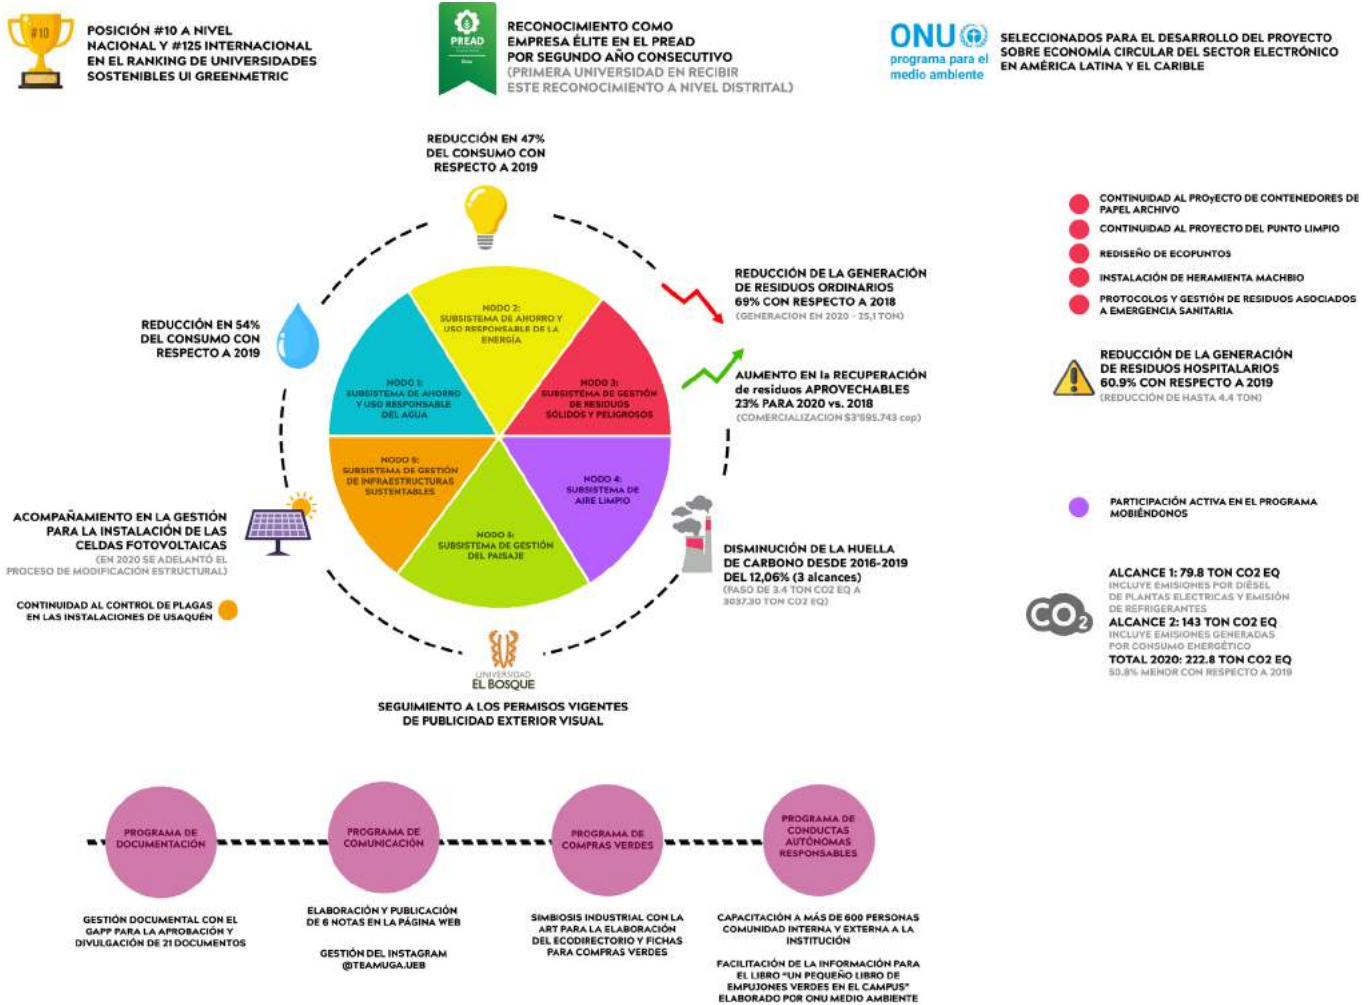 #10
POSICIÓN #10 A NIVEL
NACIONAL Y #125 INTERNACIONAL
EN EL RANKING DE UNIVERSIDADES
SOSTENIBLES UI GREENMETRIC
PREAD
RECONOCIMIENTO COMO
EMPRESA ÉLITE EN EL PREAD
POR SEGUNDO AÑO CONSECUTIVO
(PRIMERA UNIVERSIDAD EN RECIBIR
ESTE RECONOCIMIENTO A NIVEL DISTRITAL)
ONU
programa para el
medio ambiente
SELECCIONADOS PARA EL DESARROLLO DEL PROYECTO
SOBRE ECONOMÍA CIRCULAR DEL SECTOR ELECTRÓNICO
EN AMÉRICA LATINA Y EL CARIBLE
REDUCCIÓN EN 47%
DEL CONSUMO CON
RESPECTO A 2019
REDUCCIÓN EN 54%
DEL CONSUMO CON
RESPECTO A 2019
NODO 2:
SUBSISTEMA DE AHORRO Y
USO RESPONSABLE DE LA
ENERGÍA
NODO 1:
SUBSISTEMA DE AHORRO
Y USO RESPONSABLE
DEL AGUA
NODO 3:
SUBSISTEMA DE GESTIÓN
DE RESIDUOS
SÓLIDOS Y PELIGROSOS
NODO 6:
SUBSISTEMA DE GESTIÓN
DE INFRAESTRUCTURAS
SUSTENTABLES
NODO 4:
SUBSISTEMA DE
AIRE LIMPIO
NODO 5:
SUBSISTEMA DE GESTIÓN
DEL PAISAJE
REDUCCIÓN DE LA GENERACIÓN
DE RESIDUOS ORDINARIOS
69% CON RESPECTO A 2018
(GENERACION EN 2020 - 25,1 TON)
AUMENTO EN la RECUPERACIÓN
de residuos APROVECHABLES
23% PARA 2020 vs. 2018
(COMERCIALIZACION $3'695.743 cop)
CONTINUIDAD AL PROyECTO DE CONTENEDORES DE
PAPEL ARCHIVO
CONTINUIDAD AL PROYECTO DEL PUNTO LIMPIO
REDISEÑO DE ECOPUNTOS
INSTALACIÓN DE HERAMIENTA MACHBIO
PROTOCOLOS Y GESTIÓN DE RESIDUOS ASOCIADOS
A EMERGENCIA SANITARIA
REDUCCIÓN DE LA GENERACIÓN
DE RESIDUOS HOSPITALARIOS
60.9% CON RESPECTO A 2019
(REDUCCIÓN DE HASTA 4.4 TON)
PARTICIPACIÓN ACTIVA EN EL PROGRAMA
MOBIÉNDONOS
ACOMPAÑAMIENTO EN LA GESTIÓN
PARA LA INSTALACIÓN DE LAS
CELDAS FOTOVOLTAICAS
(EN 2020 SE ADELANTÓ EL
PROCESO DE MODIFICACIÓN ESTRUCTURAL)
CONTINUIDAD AL CONTROL DE PLAGAS
EN LAS INSTALACIONES DE USAQUÉN
DISMINUCIÓN DE LA HUELLA
DE CARBONO DESDE 2016-2019
DEL 12,06% (3 alcances)
(PASO DE 3.4 TON CO2 EQ A
3037.30 TON CO2 EQ)
CO2
ALCANCE 1: 79.8 TON CO2 EQ
INCLUYE EMISIONES POR DIÉSEL
DE PLANTAS ELECTRICAS Y EMISIÓN
DE REFRIGERANTES
ALCANCE 2: 143 TON CO2 EQ
INCLUYE EMISIONES GENERADAS
POR CONSUMO ENERGÉTICO
TOTAL 2020: 222.8 TON CO2 EQ
50.8% MENOR CON RESPECTO A 2019
UNIVERSIDAD
EL BOSQUE
SEGUIMIENTO A LOS PERMISOS VIGENTES
DE PUBLICIDAD EXTERIOR VISUAL
PROGRAMA DE
DOCUMENTACIÓN
PROGRAMA DE
COMUNICACIÓN
PROGRAMA DE
COMPRAS VERDES
PROGRAMA DE
CONDUCTAS
AUTÓNOMAS
RESPONSABLES
GESTIÓN DOCUMENTAL CON EL
GAPP PARA LA APROBACIÓN Y
DIVULGACIÓN DE 21 DOCUMENTOS
ELABORACIÓN Y PUBLICACIÓN
DE 6 NOTAS EN LA PÁGINA WEB
GESTIÓN DEL INSTAGRAM
@TEAMUGA.UEB
SIMBIOSIS INDUSTRIAL CON LA
ART PARA LA ELABORACIÓN
DEL ECODIRECTORIO Y FICHAS
PARA COMPRAS VERDES
CAPACITACIÓN A MÁS DE 600 PERSONAS
COMUNIDAD INTERNA Y EXTERNA A LA
INSTITUCIÓN
FACILITACIÓN DE LA INFORMACIÓN PARA
EL LIBRO "UN PEQUEÑO LIBRO DE
EMPUJONES VERDES EN EL CAMPUS"
ELABORADO POR ONU MEDIO AMBIENTE